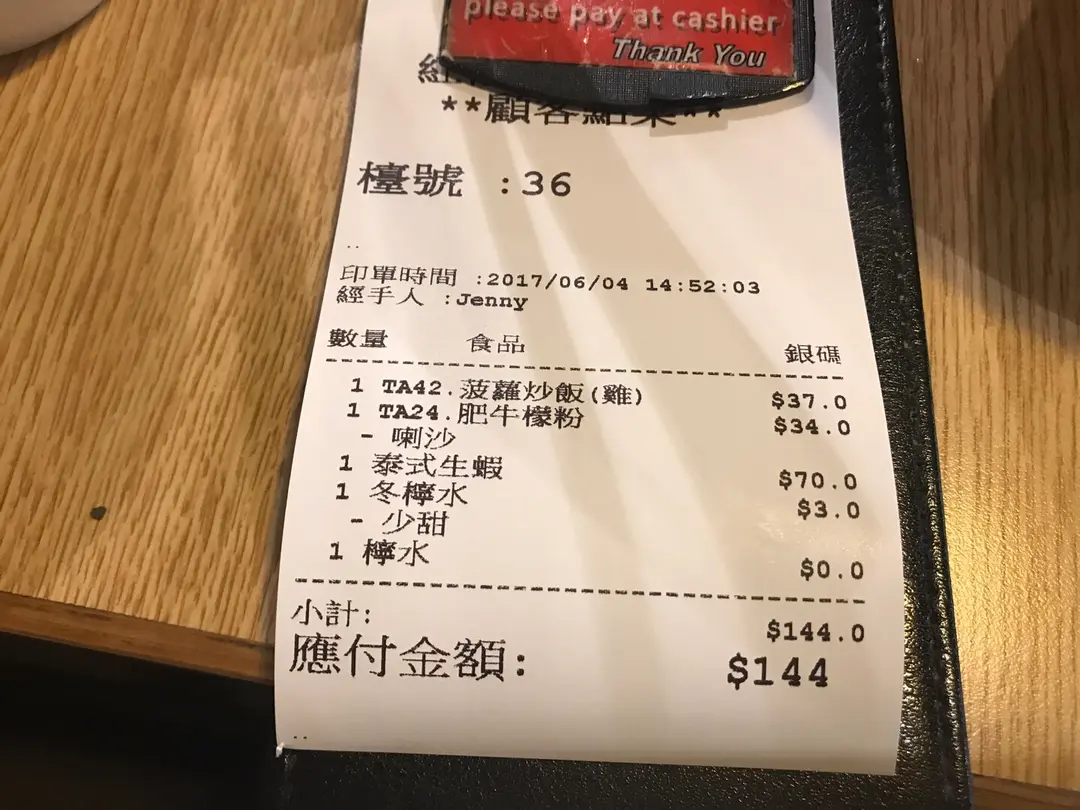 please pay at cashier
Thank You
**顧客點菜**
檯號 :36
..
印單時間 :2017/06/04 14:52:03
經手人 :Jenny
數量 食品 銀碼
1 TA42.菠蘿炒飯(雞) $37.0
1 TA24.肥牛檬粉 $34.0
- 喇沙
1 泰式生蝦 $70.0
1 冬檸水 $3.0
- 少甜
1 檸水 $0.0
小計: $144.0
應付金額: $144
..